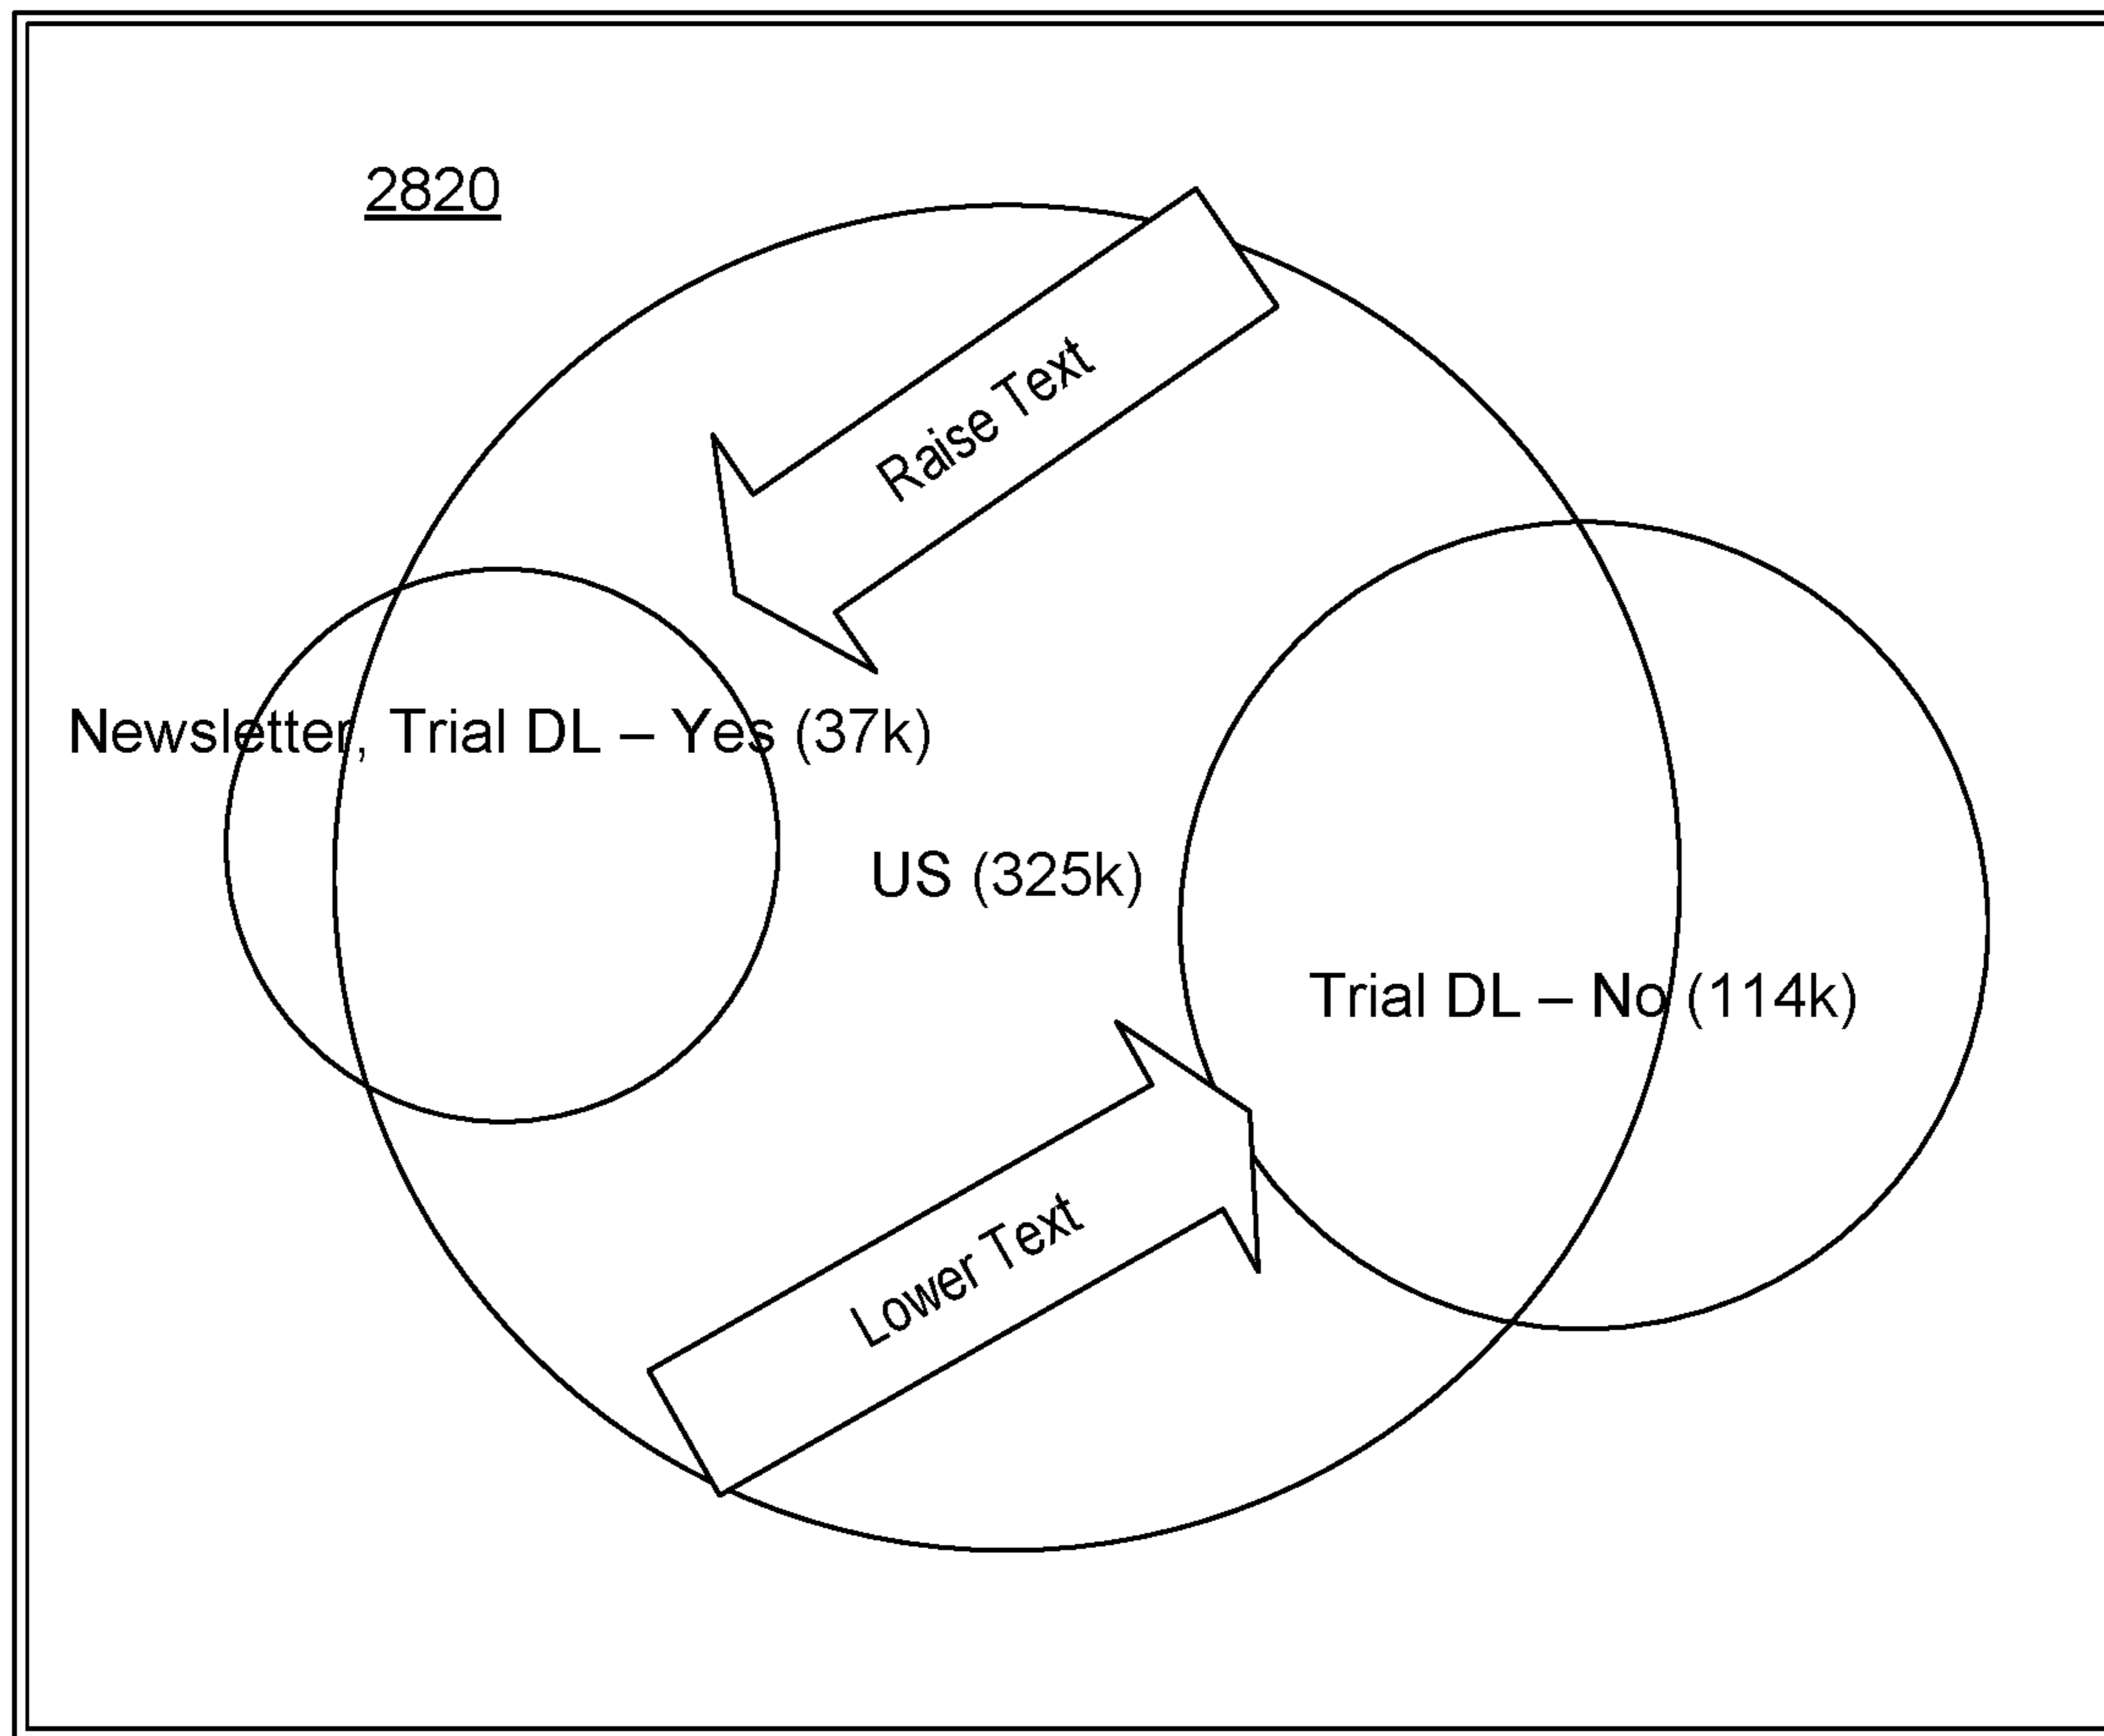 2820
Raise Text
Newsletter, Trial DL – Yes (37k)
US (325k)
Trial DL – No (114k)
Lower Text